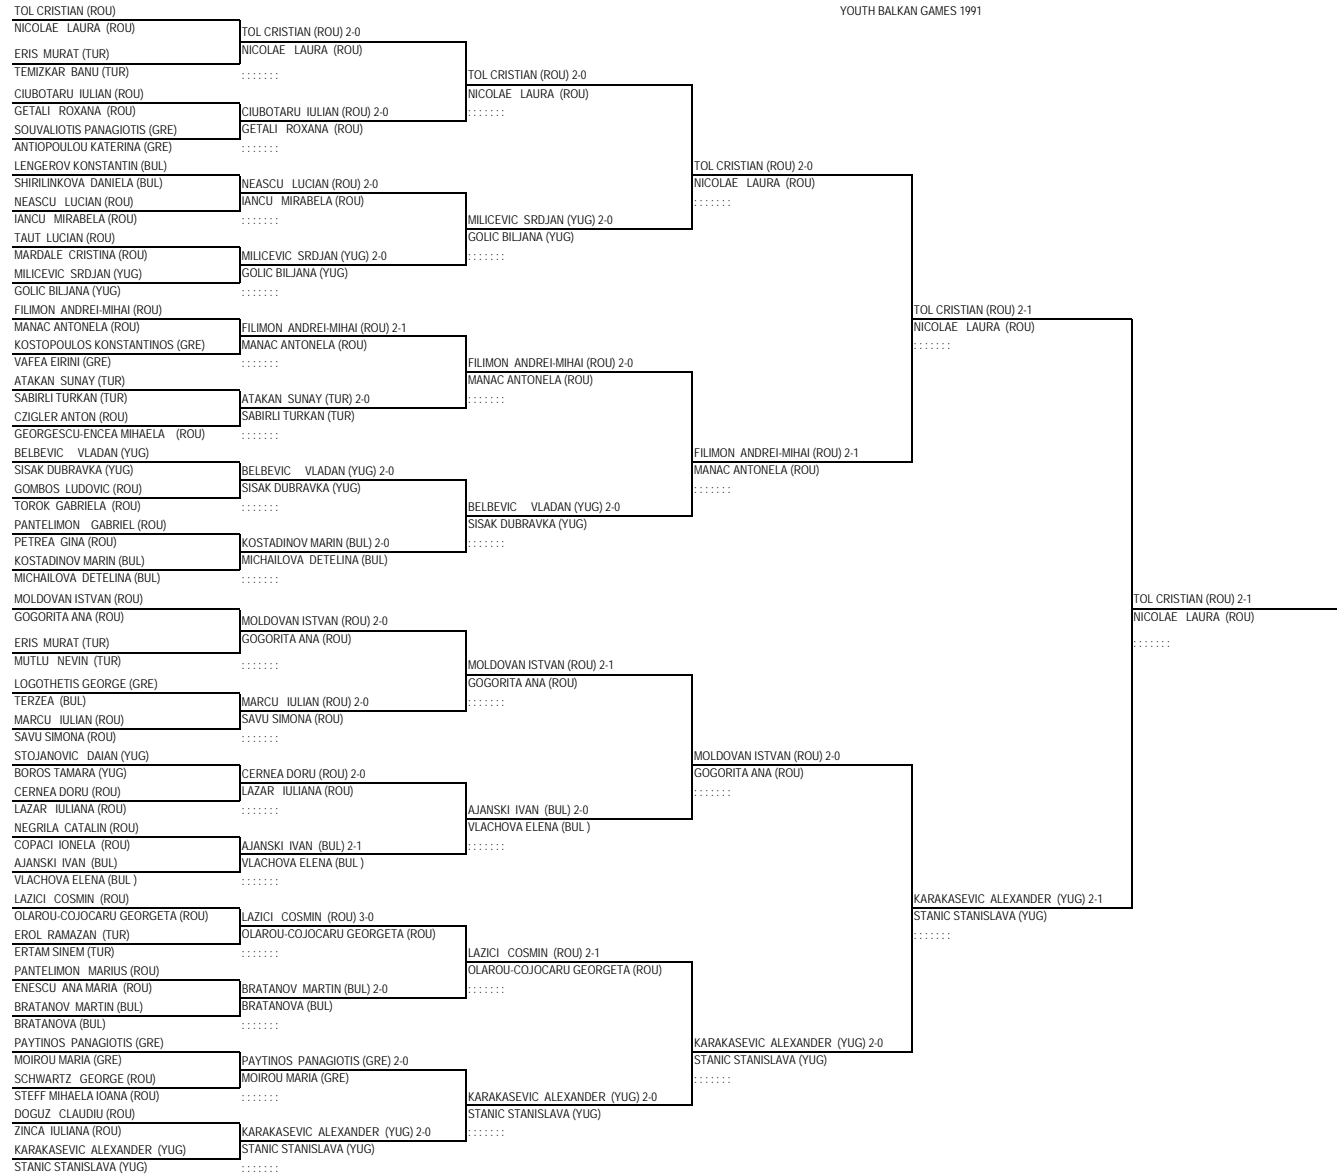 YOUTH BALKAN GAMES 1991
TOL CRISTIAN (ROU)
NICOLAE LAURA (ROU)
ERIS MURAT (TUR)
TEMIZKAR BANU (TUR)
CIUBOTARU IULIAN (ROU)
GETALI ROXANA (ROU)
SOUVALIOTIS PANAGIOTIS (GRE)
ANTIOPOULOU KATERINA (GRE)
LENGEROV KONSTANTIN (BUL)
SHIRILINKOVA DANIELA (BUL)
NEASCU LUCIAN (ROU)
IANCU MIRABELA (ROU)
TAUT LUCIAN (ROU)
MARDALE CRISTINA (ROU)
MILICEVIC SRDJAN (YUG)
GOLIC BILJANA (YUG)
FILIMON ANDREI-MIHAI (ROU)
MANAC ANTONELA (ROU)
KOSTOPOULOS KONSTANTINOS (GRE)
VAFEA EIRINI (GRE)
ATAKAN SUNAY (TUR)
SABIRLI TURKAN (TUR)
CZIGLER ANTON (ROU)
GEORGESCU-ENCEA MIHAELA (ROU)
BELBEVIC VLADAN (YUG)
SISAK DUBRAVKA (YUG)
GOMBOS LUDOVIC (ROU)
TOROK GABRIELA (ROU)
PANTELIMON GABRIEL (ROU)
PETREA GINA (ROU)
KOSTADINOV MARIN (BUL)
MICHAILOVA DETELINA (BUL)
MOLDOVAN ISTVAN (ROU)
GOGORITA ANA (ROU)
ERIS MURAT (TUR)
MUTLU NEVIN (TUR)
LOGOTHETIS GEORGE (GRE)
TERZEA (BUL)
MARCU IULIAN (ROU)
SAVU SIMONA (ROU)
STOJANOVIC DAIAN (YUG)
BOROS TAMARA (YUG)
CERNEA DORU (ROU)
LAZAR IULIANA (ROU)
NEGRILA CATALIN (ROU)
COPACI IONELA (ROU)
AJANSKI IVAN (BUL)
VLACHOVA ELENA (BUL )
LAZICI COSMIN (ROU)
OLAROU-COJOCARU GEORGETA (ROU)
EROL RAMAZAN (TUR)
ERTAM SINEM (TUR)
PANTELIMON MARIUS (ROU)
ENESCU ANA MARIA (ROU)
BRATANOV MARTIN (BUL)
BRATANOVA (BUL)
PAYTINOS PANAGIOTIS (GRE)
MOIROU MARIA (GRE)
SCHWARTZ GEORGE (ROU)
STEFF MIHAELA IOANA (ROU)
DOGUZ CLAUDIU (ROU)
ZINCA IULIANA (ROU)
KARAKASEVIC ALEXANDER (YUG)
STANIC STANISLAVA (YUG)
TOL CRISTIAN (ROU) 2-0
NICOLAE LAURA (ROU)
: : : : : : :
CIUBOTARU IULIAN (ROU) 2-0
GETALI ROXANA (ROU)
: : : : : : :
NEASCU LUCIAN (ROU) 2-0
IANCU MIRABELA (ROU)
: : : : : : :
MILICEVIC SRDJAN (YUG) 2-0
GOLIC BILJANA (YUG)
: : : : : : :
FILIMON ANDREI-MIHAI (ROU) 2-1
MANAC ANTONELA (ROU)
: : : : : : :
ATAKAN SUNAY (TUR) 2-0
SABIRLI TURKAN (TUR)
: : : : : : :
BELBEVIC VLADAN (YUG) 2-0
SISAK DUBRAVKA (YUG)
: : : : : : :
KOSTADINOV MARIN (BUL) 2-0
MICHAILOVA DETELINA (BUL)
: : : : : : :
MOLDOVAN ISTVAN (ROU) 2-0
GOGORITA ANA (ROU)
: : : : : : :
MARCU IULIAN (ROU) 2-0
SAVU SIMONA (ROU)
: : : : : : :
CERNEA DORU (ROU) 2-0
LAZAR IULIANA (ROU)
: : : : : : :
AJANSKI IVAN (BUL) 2-1
VLACHOVA ELENA (BUL )
: : : : : : :
LAZICI COSMIN (ROU) 3-0
OLAROU-COJOCARU GEORGETA (ROU)
: : : : : : :
BRATANOV MARTIN (BUL) 2-0
BRATANOVA (BUL)
: : : : : : :
PAYTINOS PANAGIOTIS (GRE) 2-0
MOIROU MARIA (GRE)
: : : : : : :
KARAKASEVIC ALEXANDER (YUG) 2-0
STANIC STANISLAVA (YUG)
: : : : : : :
TOL CRISTIAN (ROU) 2-0
NICOLAE LAURA (ROU)
: : : : : : :
MILICEVIC SRDJAN (YUG) 2-0
GOLIC BILJANA (YUG)
: : : : : : :
FILIMON ANDREI-MIHAI (ROU) 2-0
MANAC ANTONELA (ROU)
: : : : : : :
BELBEVIC VLADAN (YUG) 2-0
SISAK DUBRAVKA (YUG)
: : : : : : :
MOLDOVAN ISTVAN (ROU) 2-1
GOGORITA ANA (ROU)
: : : : : : :
AJANSKI IVAN (BUL) 2-0
VLACHOVA ELENA (BUL )
: : : : : : :
LAZICI COSMIN (ROU) 2-1
OLAROU-COJOCARU GEORGETA (ROU)
: : : : : : :
KARAKASEVIC ALEXANDER (YUG) 2-0
STANIC STANISLAVA (YUG)
: : : : : : :
TOL CRISTIAN (ROU) 2-0
NICOLAE LAURA (ROU)
: : : : : : :
FILIMON ANDREI-MIHAI (ROU) 2-1
MANAC ANTONELA (ROU)
: : : : : : :
MOLDOVAN ISTVAN (ROU) 2-0
GOGORITA ANA (ROU)
: : : : : : :
KARAKASEVIC ALEXANDER (YUG) 2-0
STANIC STANISLAVA (YUG)
: : : : : : :
TOL CRISTIAN (ROU) 2-1
NICOLAE LAURA (ROU)
: : : : : : :
KARAKASEVIC ALEXANDER (YUG) 2-1
STANIC STANISLAVA (YUG)
: : : : : : :
TOL CRISTIAN (ROU) 2-1
NICOLAE LAURA (ROU)
: : : : : : :